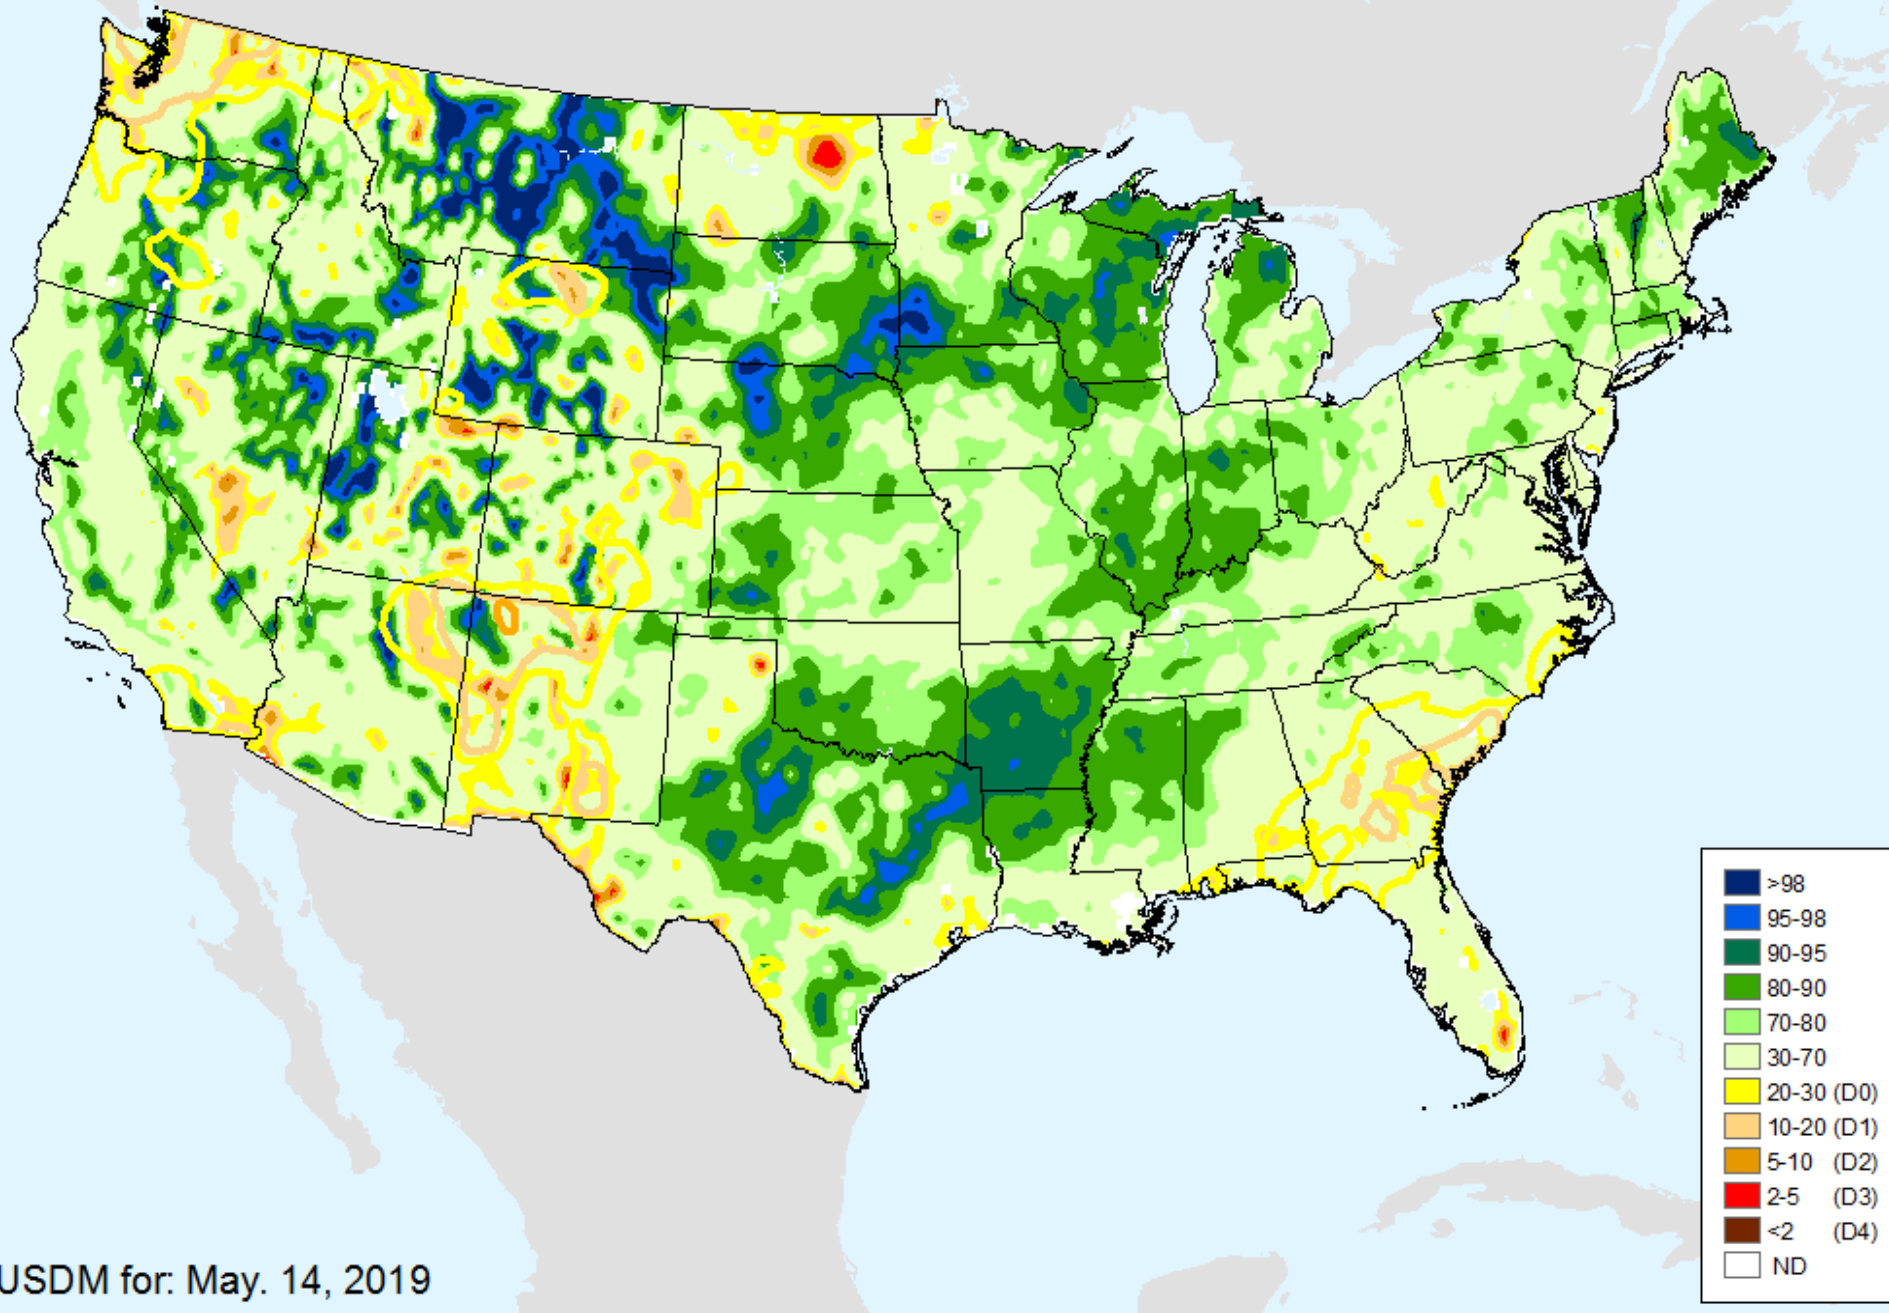 >98
95-98
90-95
80-90
70-80
30-70
20-30 (D0)
10-20 (D1)
5-10 (D2)
2-5 (D3)
<2 (D4)
ND
USDM for: May. 14, 2019